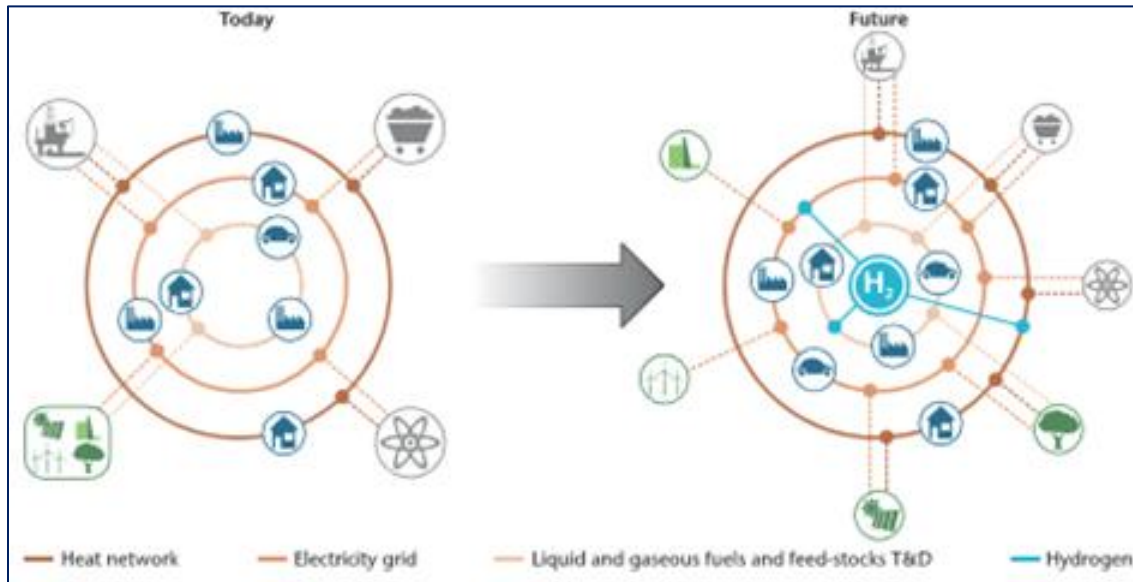 Today
Future
H2
Heat network
Electricity grid
Liquid and gaseous fuels and feed-stocks T&D
Hydrogen